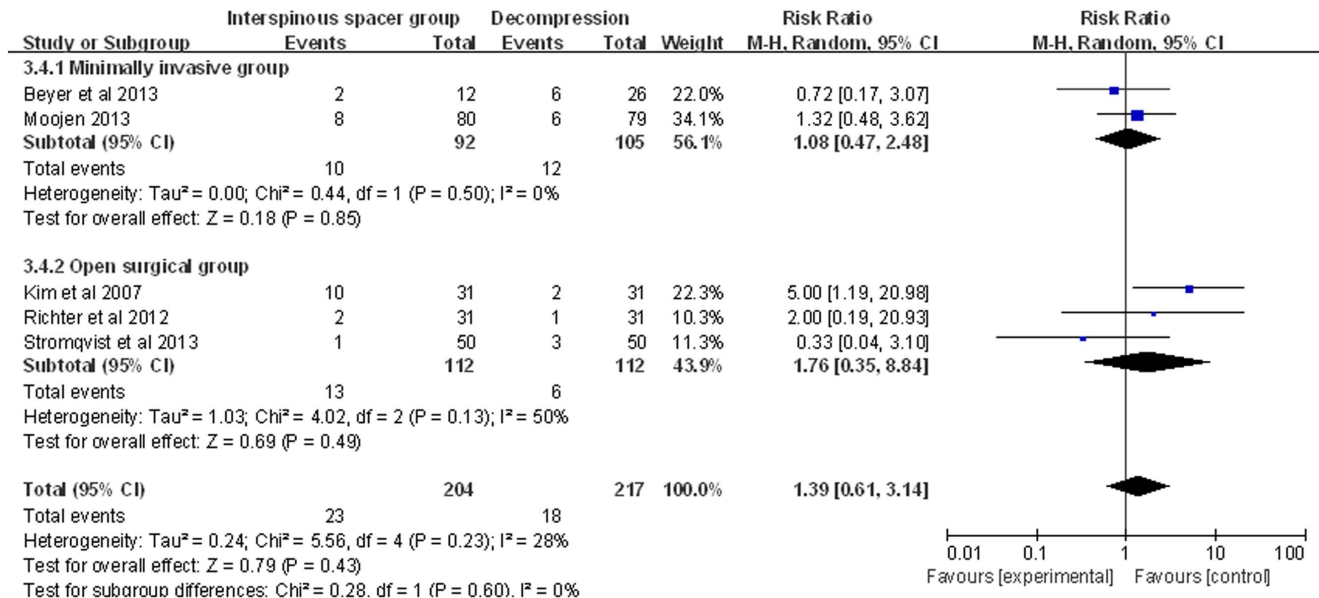 Interspinous spacer group Decompression Risk Ratio Risk Ratio
Study or Subgroup Events Total Events Total Weight M-H, Random, 95% CI M-H, Random, 95% CI
3.4.1 Minimally invasive group
Beyer et al 2013 2 12 6 26 22.0% 0.72 [0.17, 3.07]
Moojen 2013 8 80 6 79 34.1% 1.32 [0.48, 3.62]
Subtotal (95% CI) 92 105 56.1% 1.08 [0.47, 2.48]
Total events 10 12
Heterogeneity: Tau² = 0.00; Chi² = 0.44, df = 1 (P = 0.50); I² = 0%
Test for overall effect: Z = 0.18 (P = 0.85)
3.4.2 Open surgical group
Kim et al 2007 10 31 2 31 22.3% 5.00 [1.19, 20.98]
Richter et al 2012 2 31 1 31 10.3% 2.00 [0.19, 20.93]
Stromqvist et al 2013 1 50 3 50 11.3% 0.33 [0.04, 3.10]
Subtotal (95% CI) 112 112 43.9% 1.76 [0.35, 8.84]
Total events 13 6
Heterogeneity: Tau² = 1.03; Chi² = 4.02, df = 2 (P = 0.13); I² = 50%
Test for overall effect: Z = 0.69 (P = 0.49)
Total (95% CI) 204 217 100.0% 1.39 [0.61, 3.14]
Total events 23 18
Heterogeneity: Tau² = 0.24; Chi² = 5.56, df = 4 (P = 0.23); I² = 28%
Test for overall effect: Z = 0.79 (P = 0.43)
Test for subgroup differences: Chi² = 0.28, df = 1 (P = 0.60), I² = 0%
0.01 0.1 1 10 100
Favours [experimental] Favours [control]